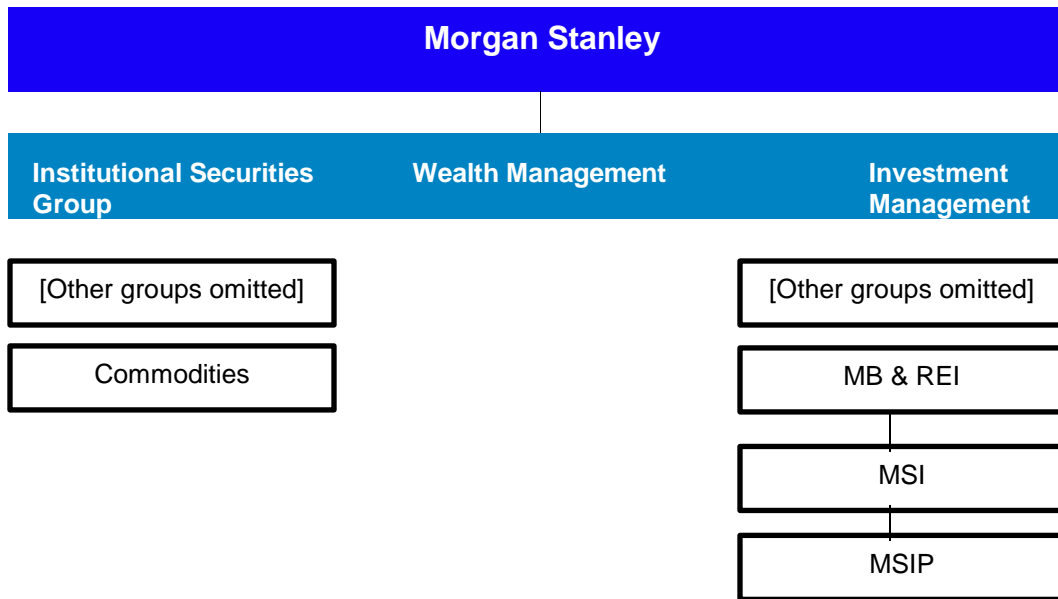 Morgan Stanley
Institutional Securities
Group
Wealth Management
Investment
Management
[Other groups omitted]
Commodities
[Other groups omitted]
MB & REI
MSI
MSIP